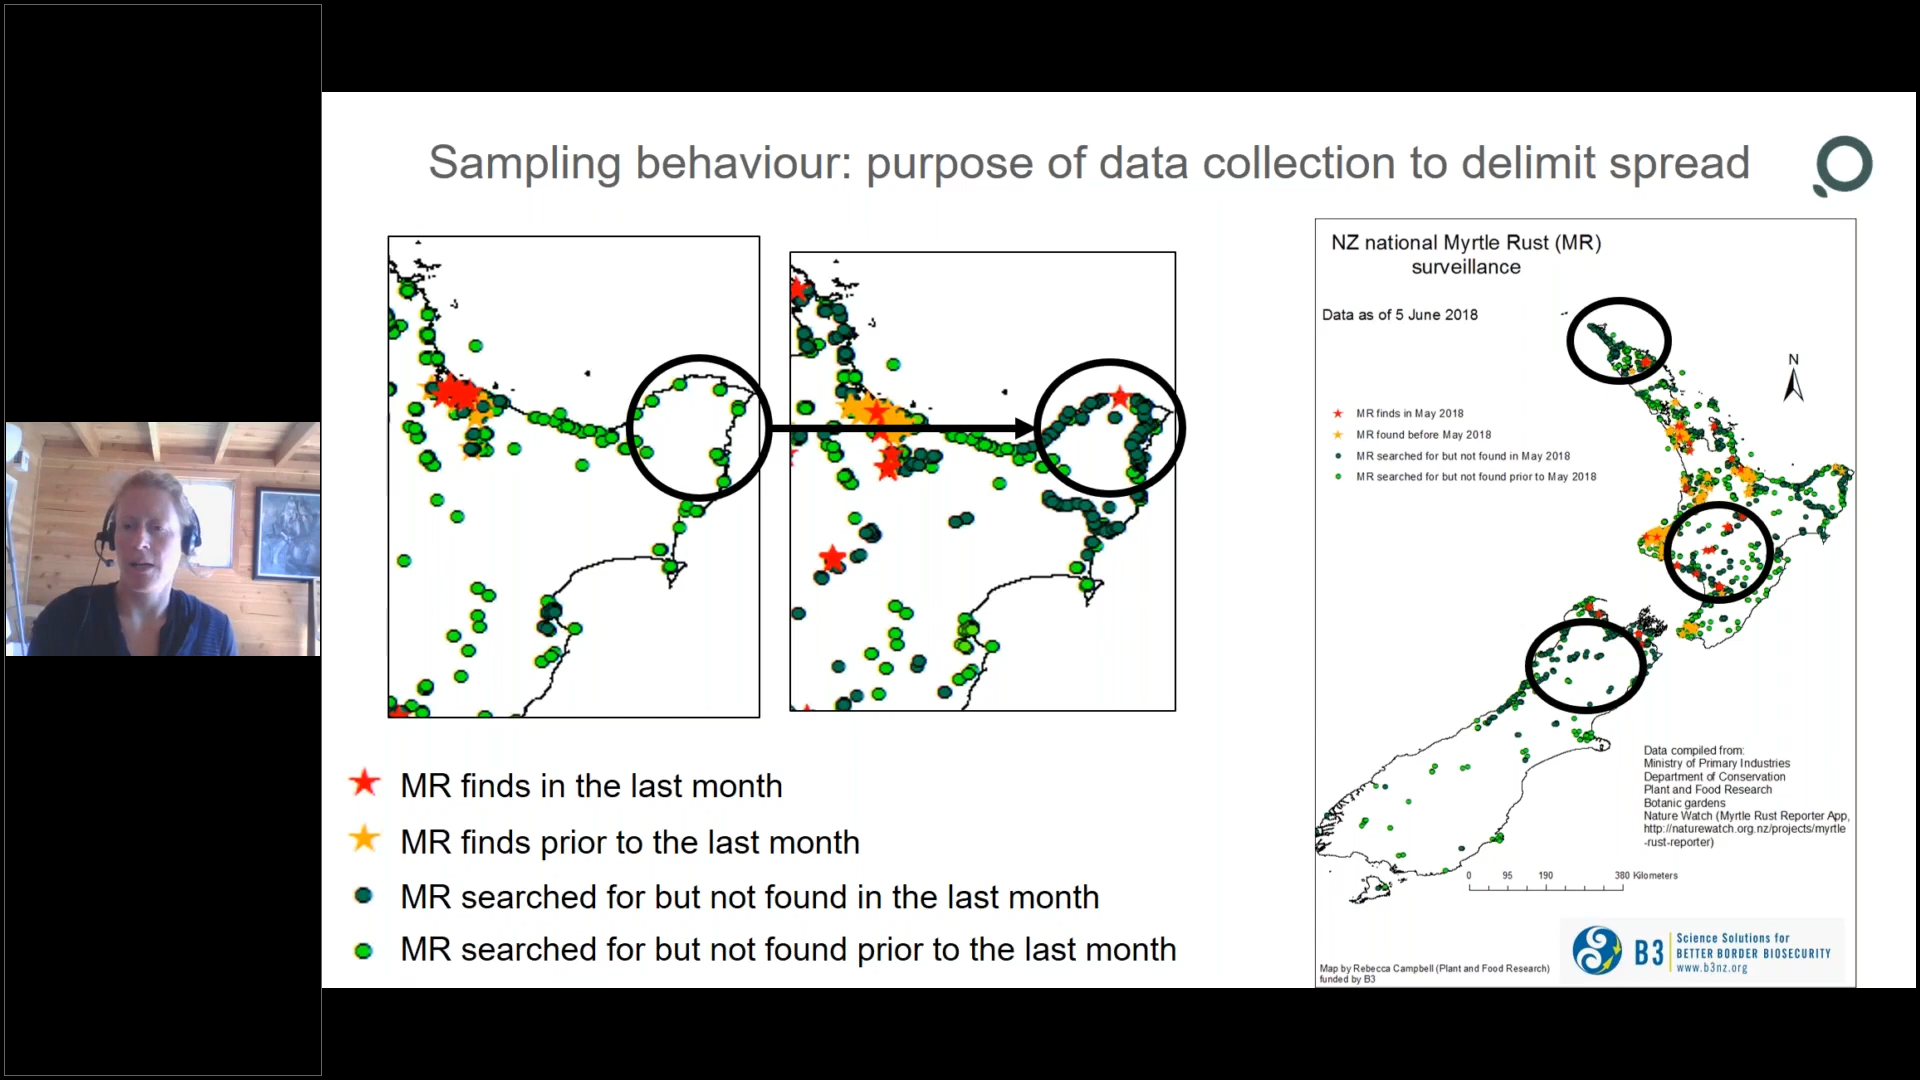 Sampling behaviour: purpose of data collection to delimit spread
MR finds in the last month
MR finds prior to the last month
MR searched for but not found in the last month
MR searched for but not found prior to the last month
NZ national Myrtle Rust (MR)
surveillance
Data as of 5 June 2018
N
MR finds in May 2018
MR found before May 2018
MR searched for but not found in May 2018
MR searched for but not found prior to May 2018
Data compiled from:
Ministry of Primary Industries
Department of Conservation
Plant and Food Research
Botanic gardens
Nature Watch (Myrtle Rust Reporter App,
http://naturewatch.org.nz/projects/myrtle
-rust-reporter)
0 95 190 380 Kilometers
B3 Science Solutions for
BETTER BORDER BIOSECURITY
www.b3nz.org
Map by Rebecca Campbell (Plant and Food Research)
funded by B3